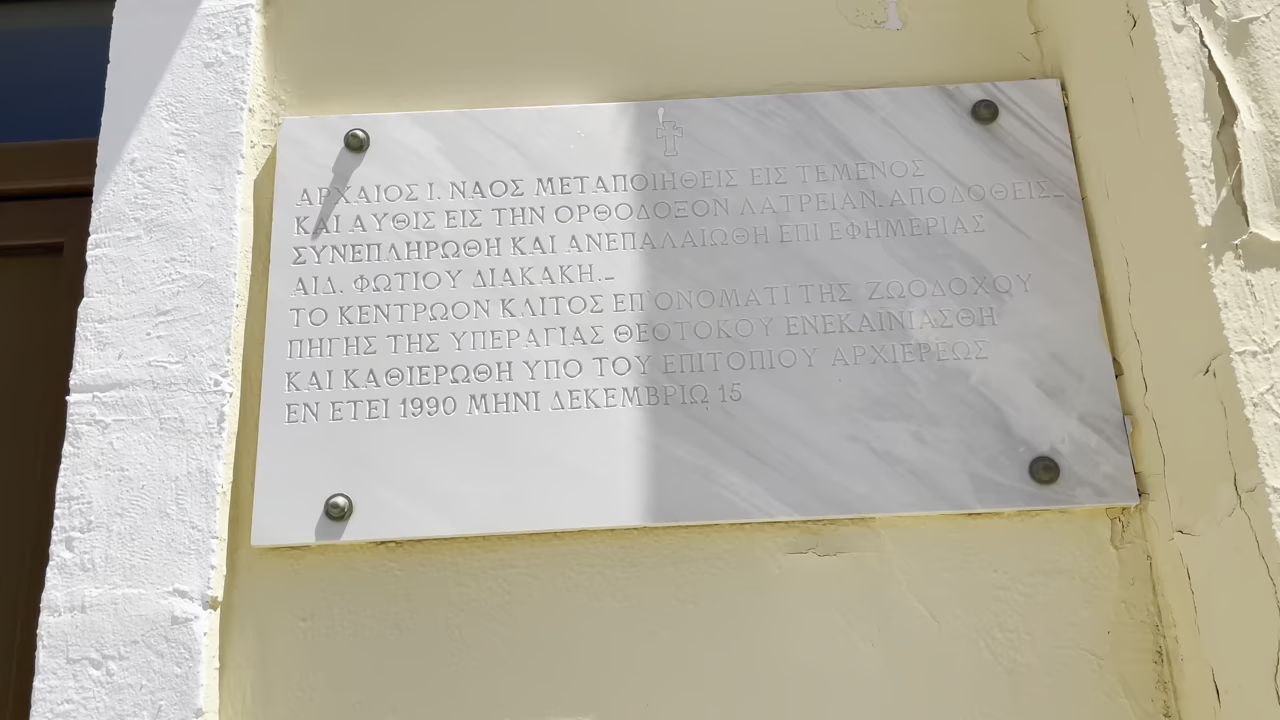 ΑΡΧΑΙΟΣ Ι. ΝΑΟΣ ΜΕΤΑΠΟΙΗΘΕΙΣ ΕΙΣ ΤΕΜΕΝΟΣ
ΚΑΙ ΑΥΘΙΣ ΕΙΣ ΤΗΝ ΟΡΘΟΔΟΞΟΝ ΛΑΤΡΕΙΑΝ. ΑΠΟΔΟΘΕΙΣ-
ΣΥΝΕΠΛΗΡΩΘΗ ΚΑΙ ΑΝΕΠΑΛΑΙΩΘΗ ΕΠΙ ΕΦΗΜΕΡΙΑΣ
ΑΙΔ. ΦΩΤΙΟΥ ΔΙΑΚΑΚΗ.-
ΤΟ ΚΕΝΤΡΩΟΝ ΚΛΙΤΟΣ ΕΠ' ΟΝΟΜΑΤΙ ΤΗΣ ΖΩΟΔΟΧΟΥ
ΠΗΓΗΣ ΤΗΣ ΥΠΕΡΑΓΙΑΣ ΘΕΟΤΟΚΟΥ ΕΝΕΚΑΙΝΙΑΣΘΗ
ΚΑΙ ΚΑΘΙΕΡΩΘΗ ΥΠΟ ΤΟΥ ΕΠΙΤΟΠΙΟΥ ΑΡΧΙΕΡΕΩΣ
ΕΝ ΕΤΕΙ 1990 ΜΗΝΙ ΔΕΚΕΜΒΡΙΩ 15